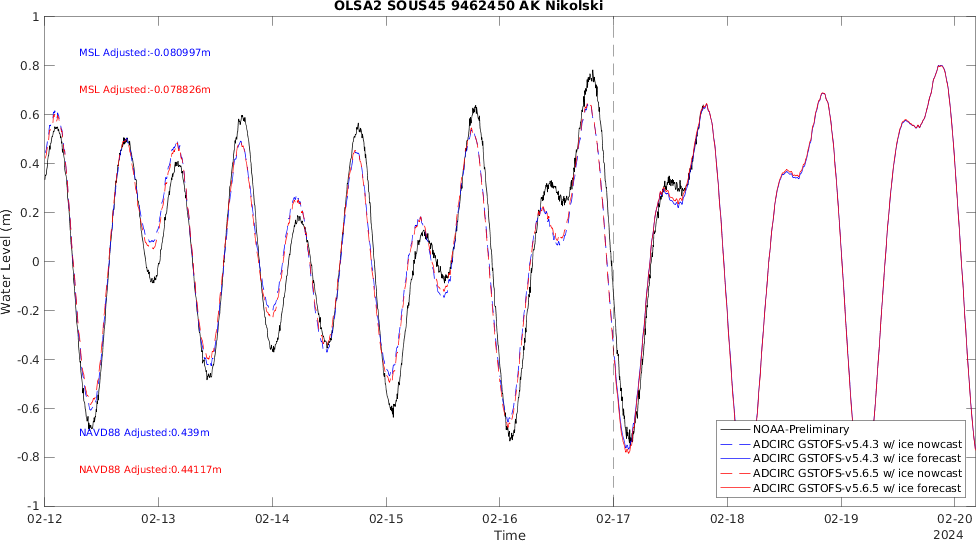 OLSA2 SOUS45 9462450 AK Nikolski
Water Level (m)
1
0.8
0.6
0.4
0.2
0
-0.2
-0.4
-0.6
-0.8
-1
MSL Adjusted:-0.080997m
MSL Adjusted:-0.078826m
NAVD88 Adjusted:0.439m
NAVD88 Adjusted:0.44117m
NOAA-Preliminary
ADCIRC GSTOFS-v5.4.3 w/ ice nowcast
ADCIRC GSTOFS-v5.4.3 w/ ice forecast
ADCIRC GSTOFS-v5.6.5 w/ ice nowcast
ADCIRC GSTOFS-v5.6.5 w/ ice forecast
02-12 02-13 02-14 02-15 02-16 02-17 02-18 02-19 02-20
Time
2024